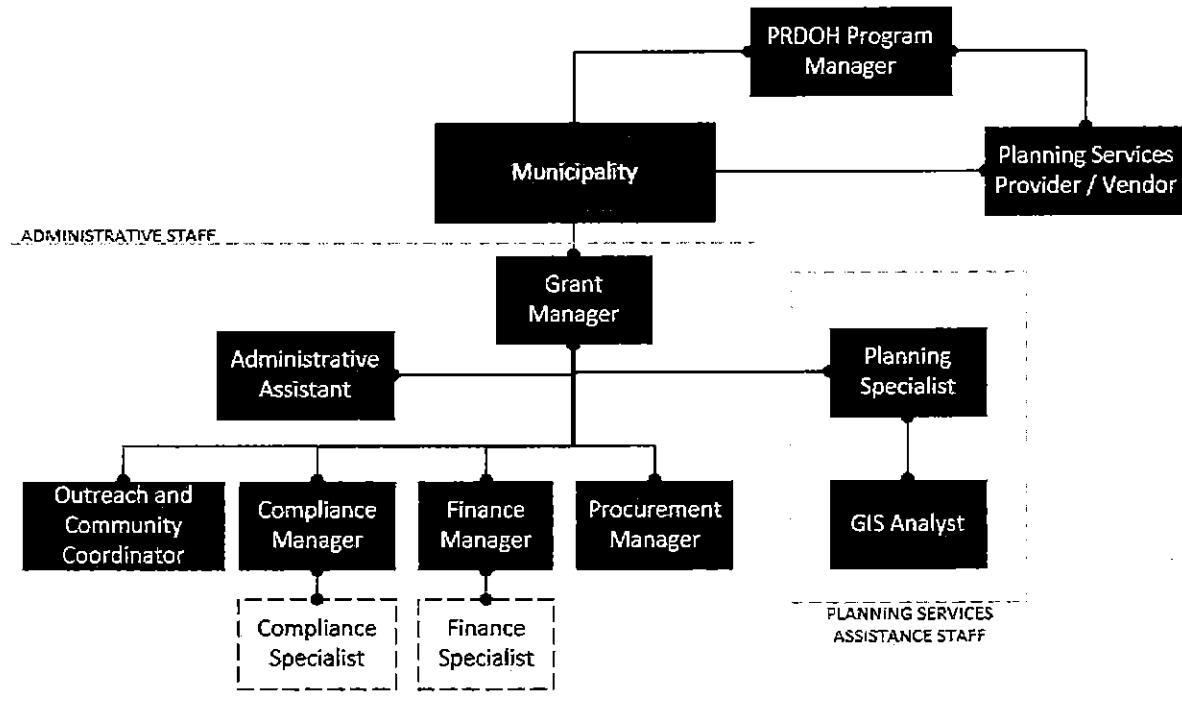 PRDOH Program
Manager
Municipality
Planning Services
Provider / Vendor
ADMINISTRATIVE STAFF
Grant
Manager
Administrative
Assistant
Planning
Specialist
Outreach and
Community
Coordinator
Compliance
Manager
Finance
Manager
Procurement
Manager
GIS Analyst
Compliance
Specialist
Finance
Specialist
PLANNING SERVICES
ASSISTANCE STAFF